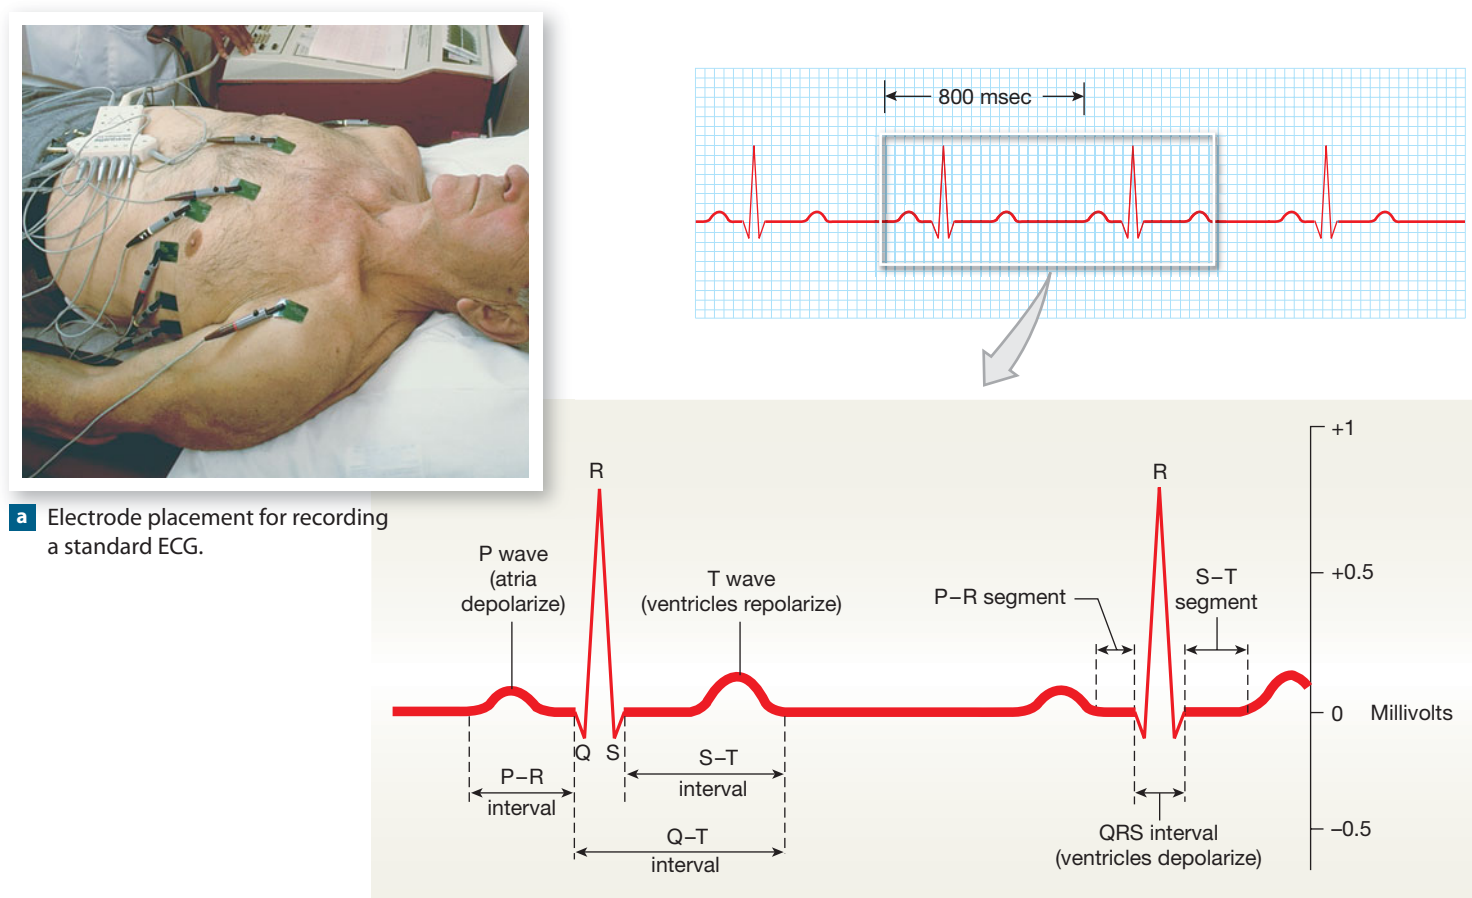 800 msec
a Electrode placement for recording
a standard ECG.
R
P wave
(atria
depolarize)
T wave
(ventricles repolarize)
P–R segment
R
S–T
segment
+1
+0.5
0 Millivolts
–0.5
Q S
P–R
interval
S–T
interval
Q–T
interval
QRS interval
(ventricles depolarize)